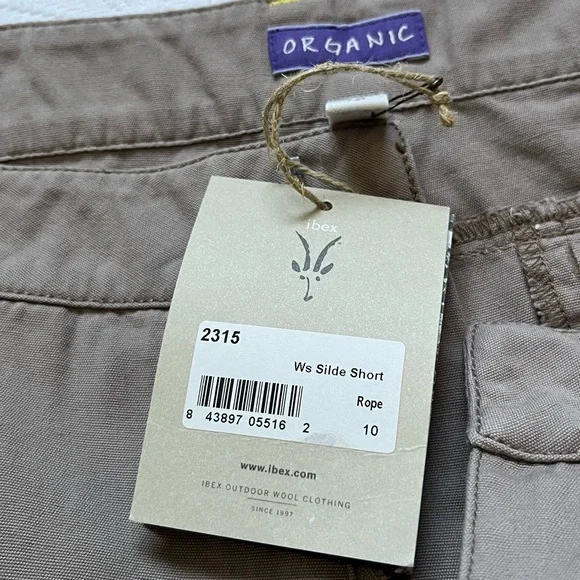 ORGANIC
ibex
2315
Ws Silde Short
Rope
8 43897 05516 2 10
www.ibex.com
IBEX OUTDOOR WOOL CLOTHING
SINCE 1997